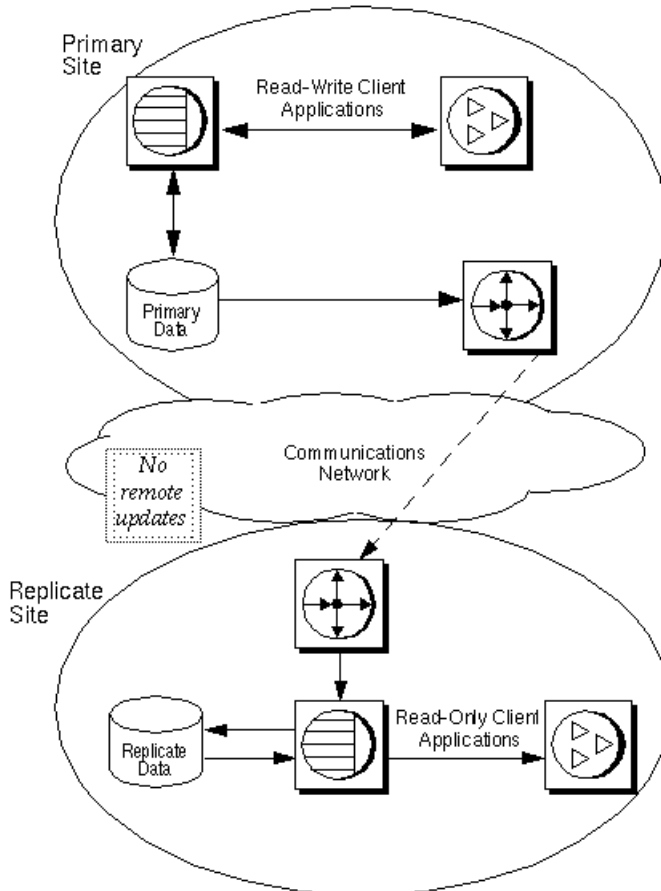 Primary
Site
Read-Write Client
Applications
Primary
Data
Communications
Network
No
remote
updates
Replicate
Site
Replicate
Data
Read-Only Client
Applications